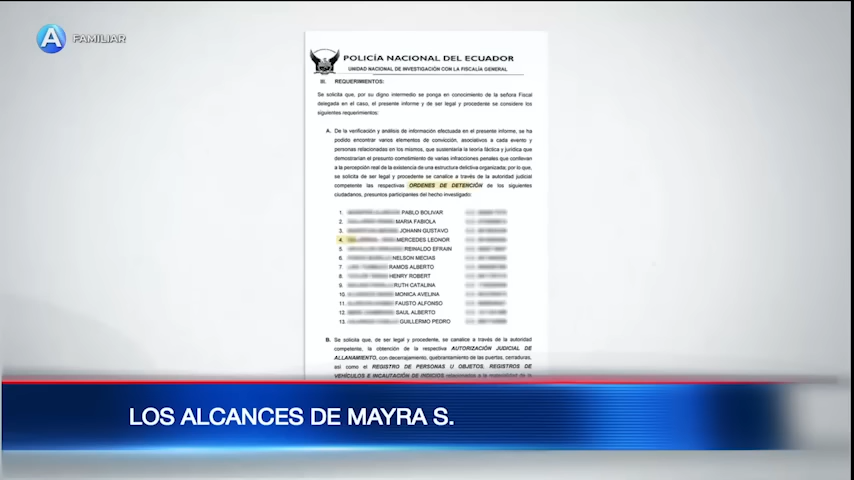 A FAMILIAR
POLICÍA NACIONAL DEL ECUADOR
UNIDAD NACIONAL DE INVESTIGACIÓN CON LA FISCALÍA GENERAL
III. REQUERIMIENTOS:
Se solicita que, por su digno intermedio se ponga en conocimiento de la señora Fiscal
delegada en el caso, el presente informe y de ser legal y procedente se considere los
siguientes requerimientos:
A. De la verificación y análisis de información efectuada en el presente informe, se ha
podido encontrar varios elementos de convicción, asociativos a cada evento y
personas relacionadas en los mismos, que sustentaría la teoría fáctica y jurídica que
demostrarían el presunto cometimiento de varias infracciones penales que conllevan
a la percepción real de la existencia de una estructura delictiva organizada; por lo que,
se solicita de ser legal y procedente se canalice a través de la autoridad judicial
competente las respectivas ORDENES DE DETENCIÓN de los siguientes
ciudadanos, presuntos participantes del hecho investigado:
1. PABLO BOLIVAR
2. MARIA FABIOLA
3. JOHANN GUSTAVO
4. MERCEDES LEONOR
5. REINALDO EFRAIN
6. NELSON MECIAS
7. RAMOS ALBERTO
8. HENRY ROBERT
9. RUTH CATALINA
10. MONICA AVELINA
11. FAUSTO ALFONSO
12. SAUL ALBERTO
13. GUILLERMO PEDRO
B. Se solicita que, de ser legal y procedente, se canalice a través de la autoridad
competente, la obtención de la respectiva AUTORIZACIÓN JUDICIAL DE
ALLANAMIENTO, con decerrajamiento, quebrantamiento de las puertas, cerraduras,
así como el REGISTRO DE PERSONAS U OBJETOS, REGISTROS DE
VEHÍCULOS E INCAUTACIÓN DE INDICIOS
LOS ALCANCES DE MAYRA S.